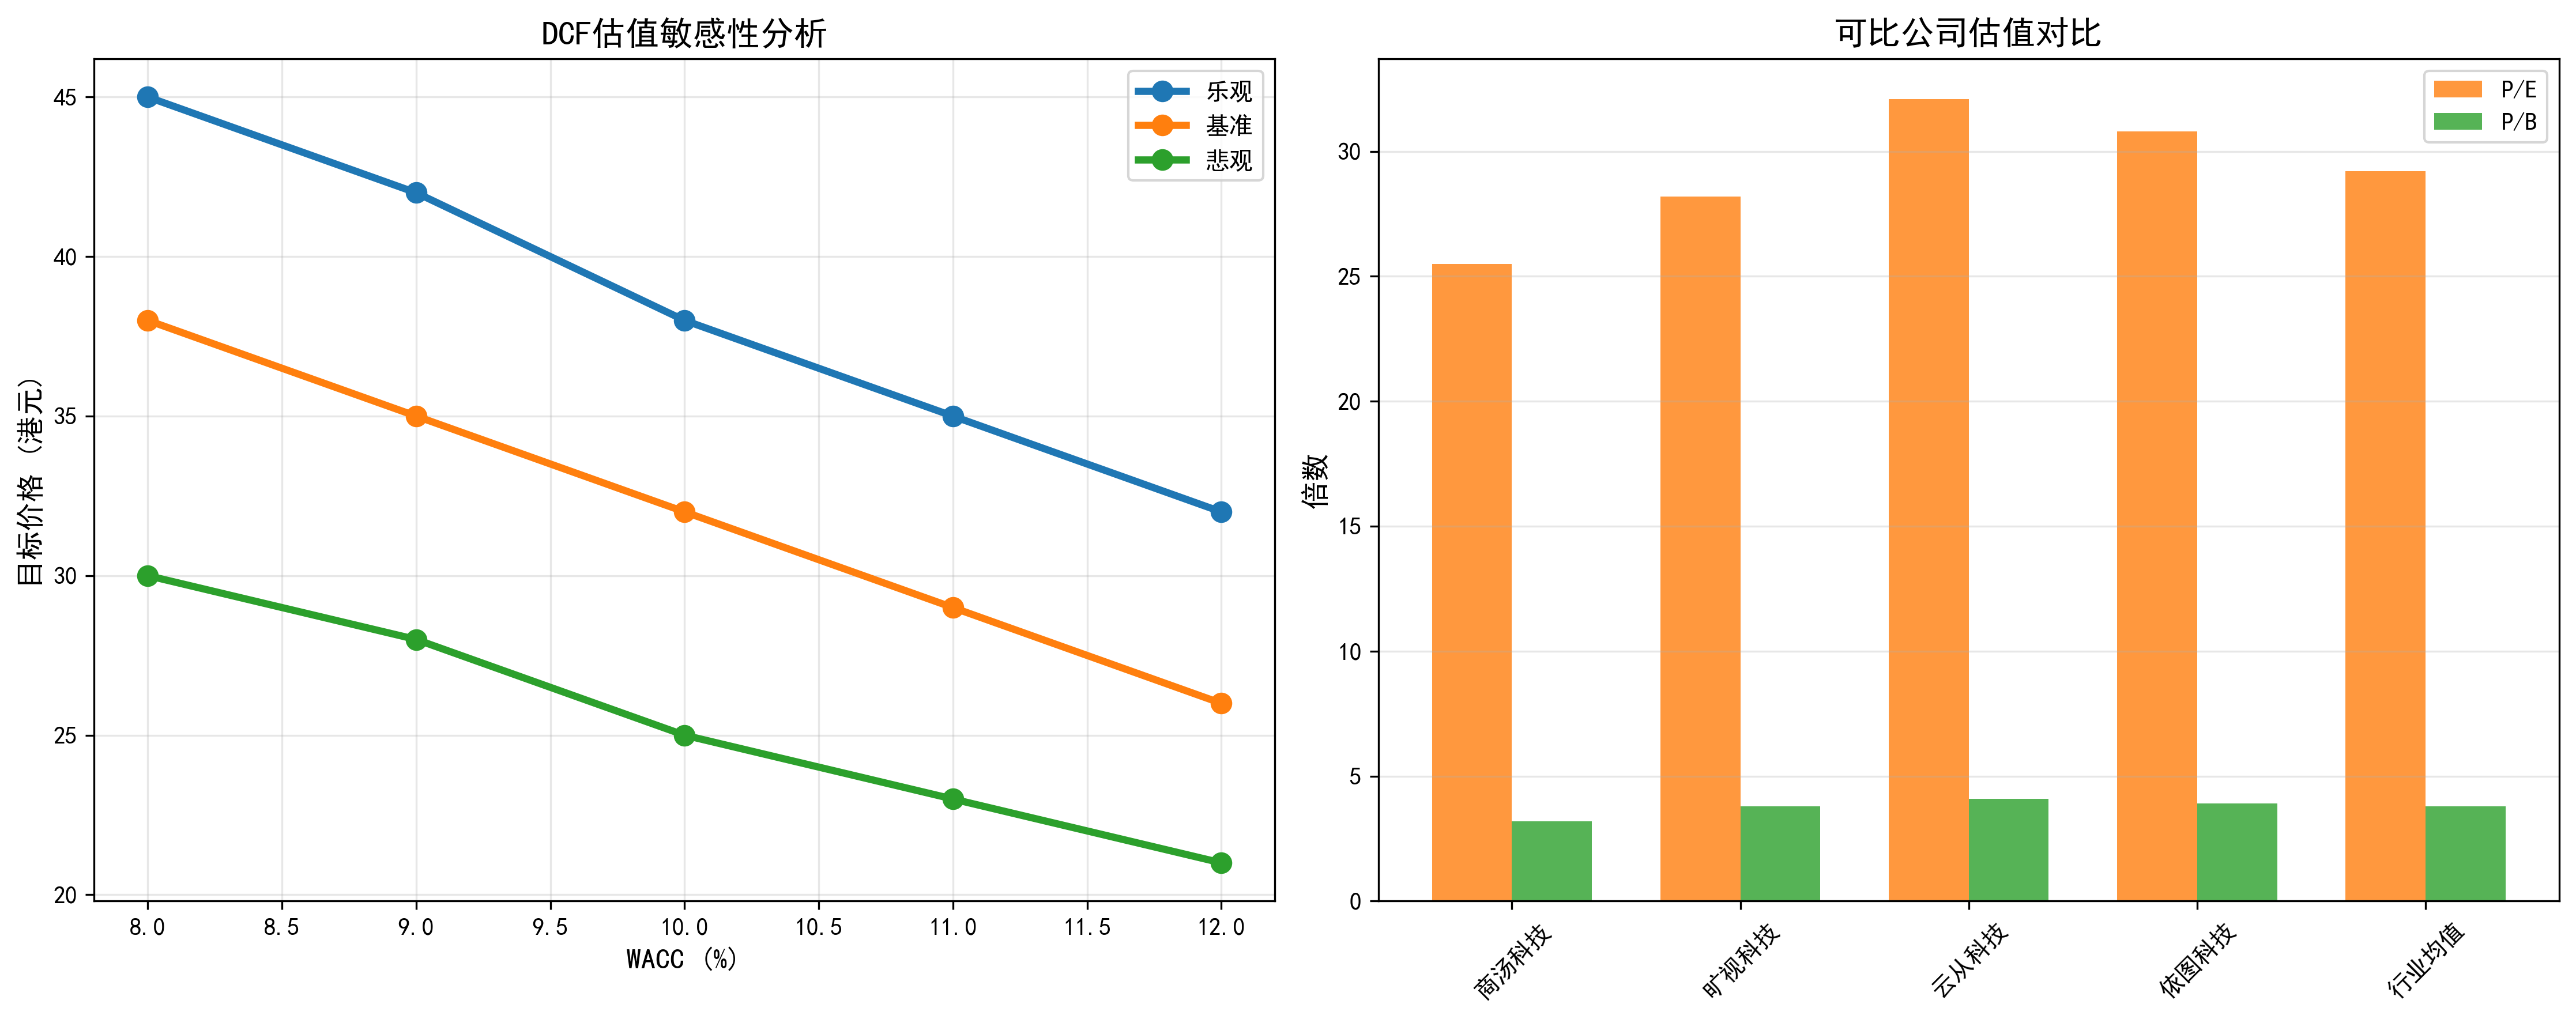 DCF估值敏感性分析
乐观
基准
悲观
目标价格 (港元)
45
40
35
30
25
20
8.0 8.5 9.0 9.5 10.0 10.5 11.0 11.5 12.0
WACC (%)
可比公司估值对比
P/E
P/B
倍数
30
25
20
15
10
5
0
商汤科技 旷视科技 云从科技 依图科技 行业均值